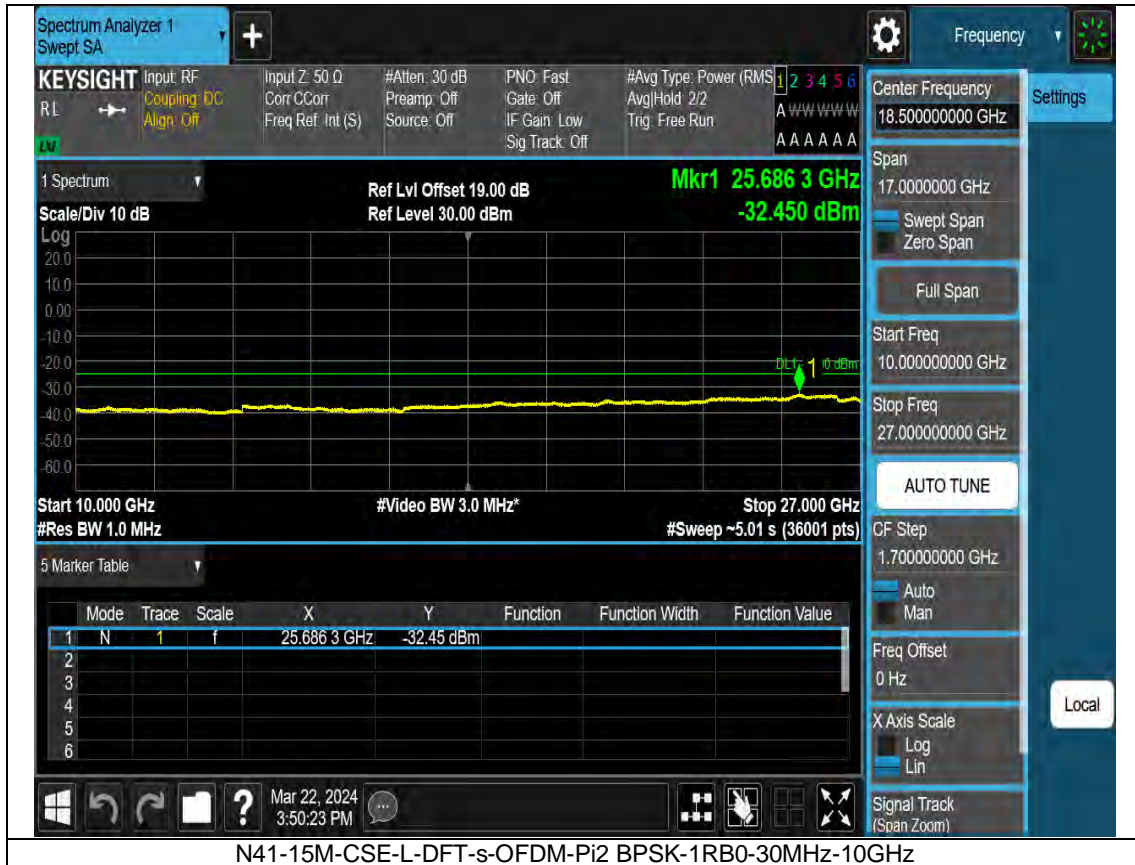 Spectrum Analyzer 1
Swept SA
+
Frequency
KEYSIGHT
RL
LXI
Input: RF
Coupling: DC
Align: Off
Input Z: 50 Ω
Corr CCorr
Freq Ref: Int (S)
#Atten: 30 dB
Preamp: Off
Source: Off
PNO: Fast
Gate: Off
IF Gain: Low
Sig Track: Off
#Avg Type: Power (RMS
Avg|Hold: 2/2
Trig: Free Run
1 2 3 4 5 6
A W W W W W
A A A A A A
Center Frequency
18.500000000 GHz
Settings
Span
17.0000000 GHz
Swept Span
Zero Span
Full Span
Start Freq
10.000000000 GHz
Stop Freq
27.000000000 GHz
AUTO TUNE
CF Step
1.700000000 GHz
Auto
Man
Freq Offset
0 Hz
X Axis Scale
Log
Lin
Signal Track
(Span Zoom)
Local
1 Spectrum
Scale/Div 10 dB
Ref Lvl Offset 19.00 dB
Ref Level 30.00 dBm
Mkr1 25.686 3 GHz
-32.450 dBm
Log
20.0
10.0
0.00
-10.0
-20.0
-30.0
-40.0
-50.0
-60.0
1
0 dBm
Start 10.000 GHz
#Video BW 3.0 MHz*
Stop 27.000 GHz
#Res BW 1.0 MHz
#Sweep ~5.01 s (36001 pts)
5 Marker Table
Mode Trace Scale X Y Function Function Width Function Value
1 N 1 f 25.686 3 GHz -32.45 dBm
2
3
4
5
6
?
Mar 22, 2024
3:50:23 PM
N41-15M-CSE-L-DFT-s-OFDM-Pi2 BPSK-1RB0-30MHz-10GHz